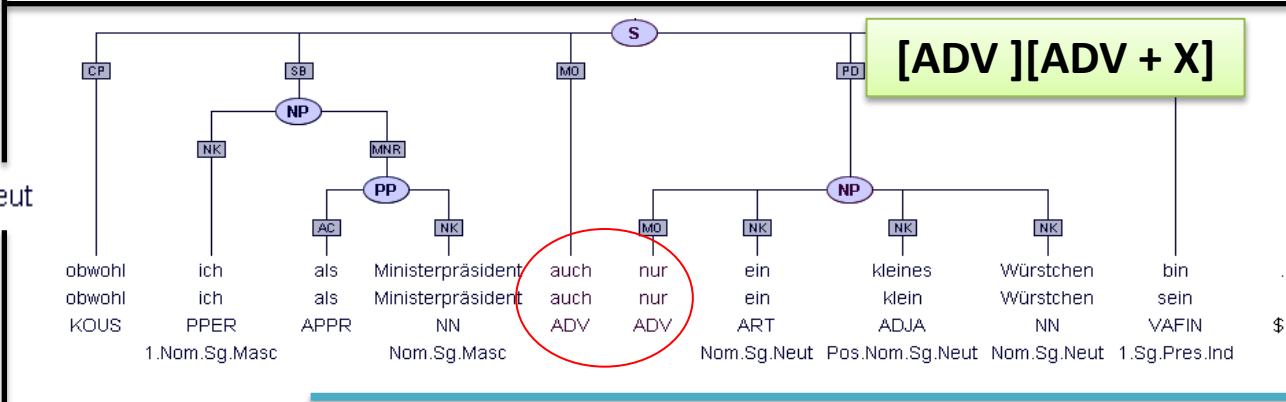 S
[ADV ][ADV + X]
CP SB MO PD
NP
NK MNR
PP NP
AC NK MO NK NK NK
eut
obwohl ich als Ministerpräsident auch nur ein kleines Würstchen bin .
obwohl ich als Ministerpräsident auch nur ein klein Würstchen sein
KOUS PPER APPR NN ADV ADV ART ADJA NN VAFIN $
1.Nom.Sg.Masc Nom.Sg.Masc Nom.Sg.Neut Pos.Nom.Sg.Neut Nom.Sg.Neut 1.Sg.Pres.Ind